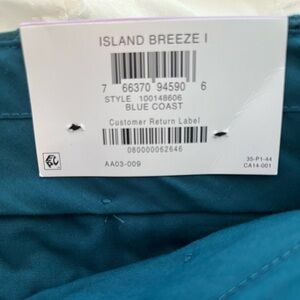 ISLAND BREEZE I
7 66370 94590 6
STYLE 100148606
BLUE COAST
Customer Return Label
080000062646
AA03-009
35-P1-44
CA14-001